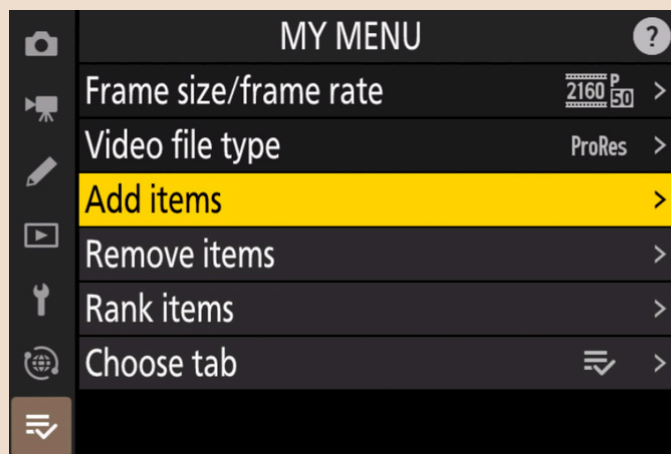 MY MENU ?
Frame size/frame rate 2160 P 50 >
Video file type ProRes >
Add items >
Remove items >
Rank items >
Choose tab >